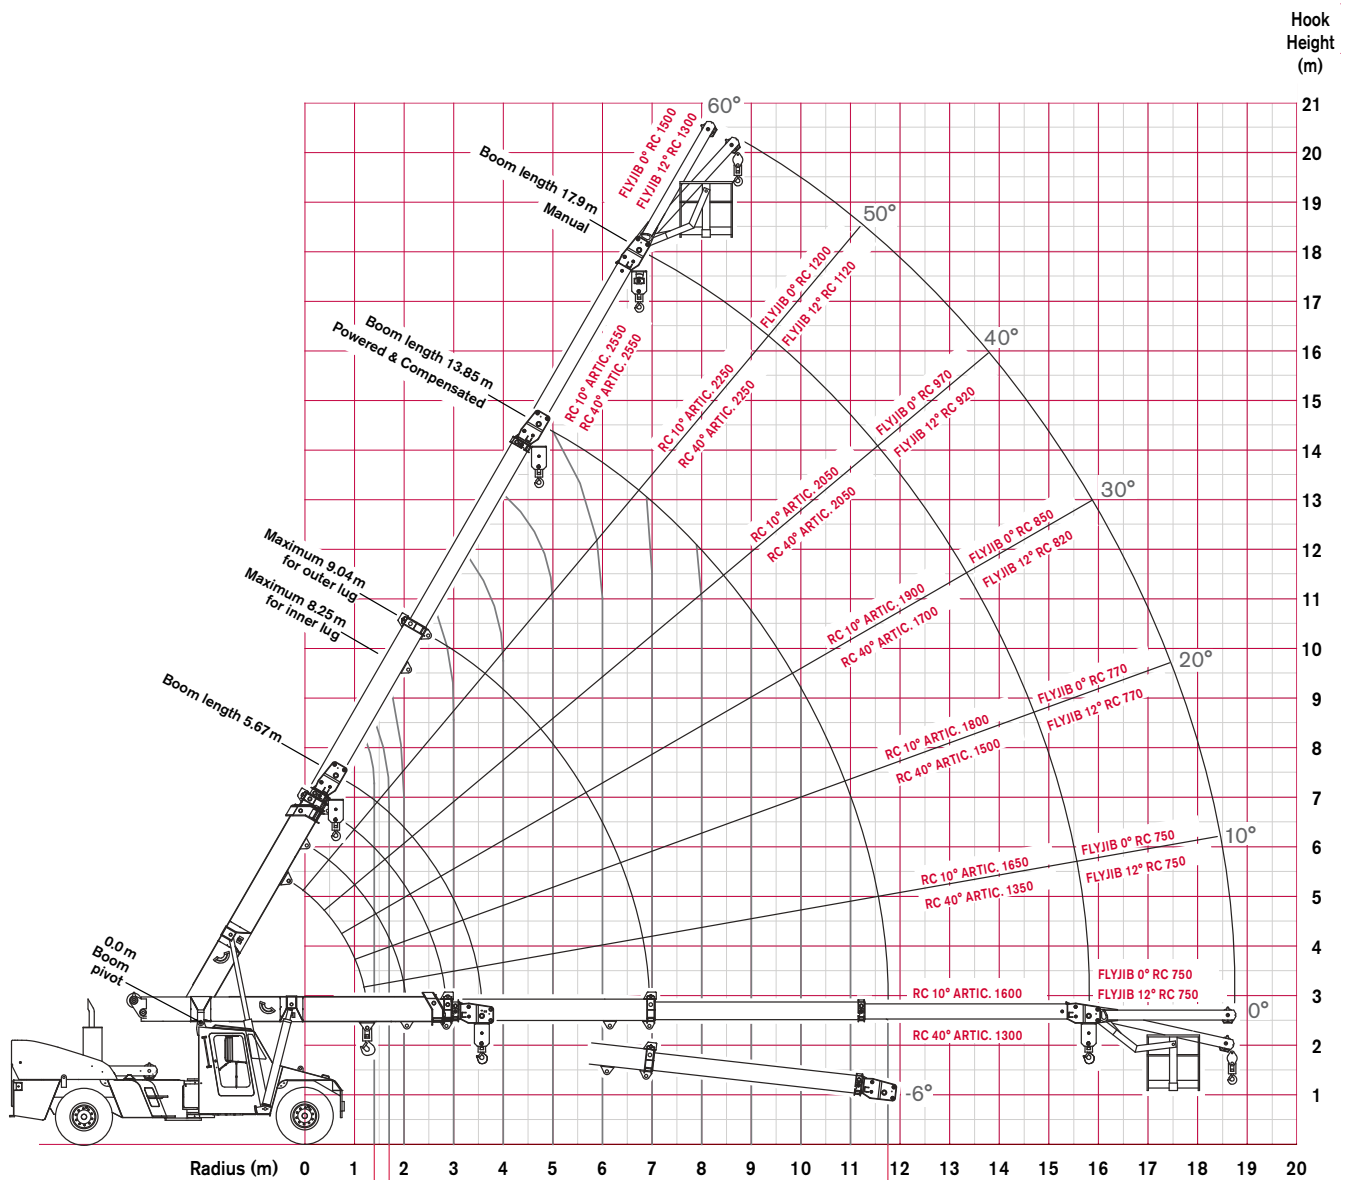 Hook
Height
(m)
21
20
19
18
17
16
15
14
13
12
11
10
9
8
7
6
5
4
3
2
1
60°
FLYJIB 0° RC 1500
FLYJIB 12° RC 1300
Boom length 17.9 m
Manual
50°
FLYJIB 0° RC 1200
FLYJIB 12° RC 1120
Boom length 13.85 m
Powered & Compensated
RC 10° ARTIC. 2550
RC 40° ARTIC. 2550
40°
RC 10° ARTIC. 2250
RC 40° ARTIC. 2250
FLYJIB 0° RC 970
FLYJIB 12° RC 920
RC 10° ARTIC. 2050
RC 40° ARTIC. 2050
30°
FLYJIB 0° RC 850
FLYJIB 12° RC 820
Maximum 9.04 m
for outer lug
Maximum 8.25 m
for inner lug
RC 10° ARTIC. 1900
RC 40° ARTIC. 1700
20°
FLYJIB 0° RC 770
FLYJIB 12° RC 770
Boom length 5.67 m
RC 10° ARTIC. 1800
RC 40° ARTIC. 1500
10°
FLYJIB 0° RC 750
FLYJIB 12° RC 750
RC 10° ARTIC. 1650
RC 40° ARTIC. 1350
0.0 m
Boom
pivot
FLYJIB 0° RC 750
FLYJIB 12° RC 750
RC 10° ARTIC. 1600
0°
RC 40° ARTIC. 1300
-6°
Radius (m) 0 1 2 3 4 5 6 7 8 9 10 11 12 13 14 15 16 17 18 19 20